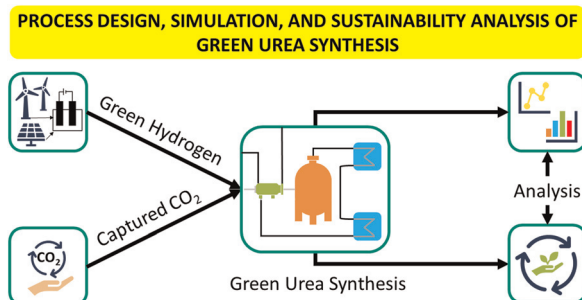 PROCESS DESIGN, SIMULATION, AND SUSTAINABILITY ANALYSIS OF
GREEN UREA SYNTHESIS
Green Hydrogen
Captured CO₂
CO₂
Green Urea Synthesis
Analysis